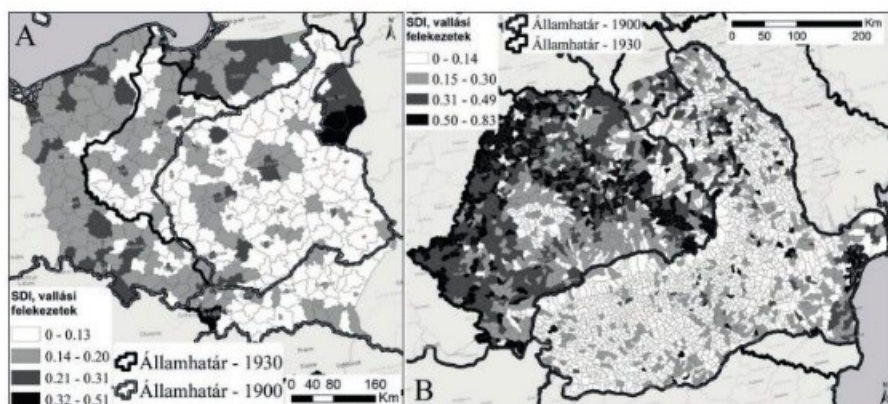 A
N
SDI, vallási
felekezetek
0 - 0.13
0.14 - 0.20
0.21 - 0.31
0.32 - 0.51
Államhatár - 1930
Államhatár - 1900
0 40 80 160
Km
SDI, vallási
felekezetek
0 - 0.14
0.15 - 0.30
0.31 - 0.49
0.50 - 0.83
Államhatár - 1900
Államhatár - 1930
Km
0 50 100 200
B